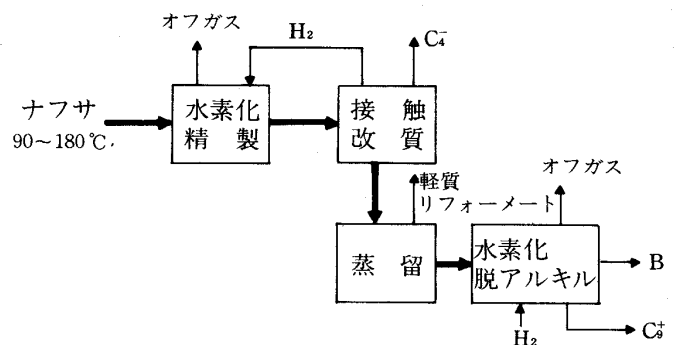 オフガス
H₂
C₄⁻
ナフサ
90～180℃.
水素化
精製
接触
改質
軽質
リフォーメート
オフガス
蒸留
水素化
脱アルキル
B
H₂
C₉⁺